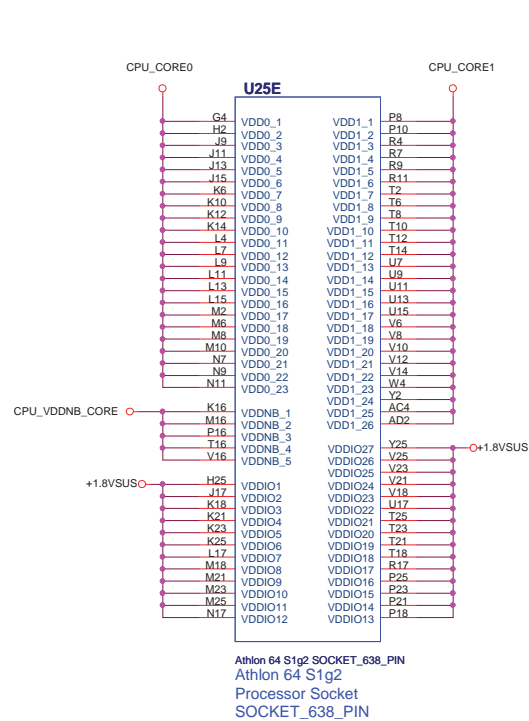 CPU_CORE0
CPU_CORE1
U25E
G4 VDD0_1 VDD1_1 P8
H2 VDD0_2 VDD1_2 P10
J9 VDD0_3 VDD1_3 R4
J11 VDD0_4 VDD1_4 R7
J13 VDD0_5 VDD1_5 R9
J15 VDD0_6 VDD1_6 R11
K6 VDD0_7 VDD1_7 T2
K10 VDD0_8 VDD1_8 T6
K12 VDD0_9 VDD1_9 T8
K14 VDD0_10 VDD1_10 T10
L4 VDD0_11 VDD1_11 T12
L7 VDD0_12 VDD1_12 T14
L9 VDD0_13 VDD1_13 U7
L11 VDD0_14 VDD1_14 U9
L13 VDD0_15 VDD1_15 U11
L15 VDD0_16 VDD1_16 U13
M2 VDD0_17 VDD1_17 U15
M6 VDD0_18 VDD1_18 V6
M8 VDD0_19 VDD1_19 V8
M10 VDD0_20 VDD1_20 V10
N7 VDD0_21 VDD1_21 V12
N9 VDD0_22 VDD1_22 V14
N11 VDD0_23 VDD1_23 W4
VDD1_24 Y2
CPU_VDDNB_CORE K16 VDDNB_1 VDD1_25 AC4
M16 VDDNB_2 VDD1_26 AD2
P16 VDDNB_3
T16 VDDNB_4 VDDIO27 Y25 +1.8VSUS
V16 VDDNB_5 VDDIO26 V25
VDDIO25 V23
+1.8VSUS H25 VDDIO1 VDDIO24 V21
J17 VDDIO2 VDDIO23 V18
K18 VDDIO3 VDDIO22 U17
K21 VDDIO4 VDDIO21 T25
K23 VDDIO5 VDDIO20 T23
K25 VDDIO6 VDDIO19 T21
L17 VDDIO7 VDDIO18 T18
M18 VDDIO8 VDDIO17 R17
M21 VDDIO9 VDDIO16 P25
M23 VDDIO10 VDDIO15 P23
M25 VDDIO11 VDDIO14 P21
N17 VDDIO12 VDDIO13 P18
Athlon 64 S1g2 SOCKET_638_PIN
Athlon 64 S1g2
Processor Socket
SOCKET_638_PIN